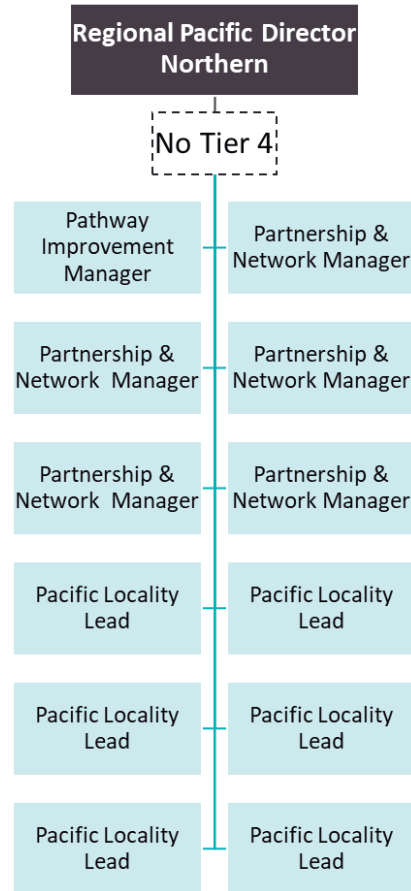 Regional Pacific Director
Northern
No Tier 4
Pathway
Improvement
Manager
Partnership &
Network Manager
Partnership &
Network Manager
Partnership &
Network Manager
Partnership &
Network Manager
Partnership &
Network Manager
Pacific Locality
Lead
Pacific Locality
Lead
Pacific Locality
Lead
Pacific Locality
Lead
Pacific Locality
Lead
Pacific Locality
Lead